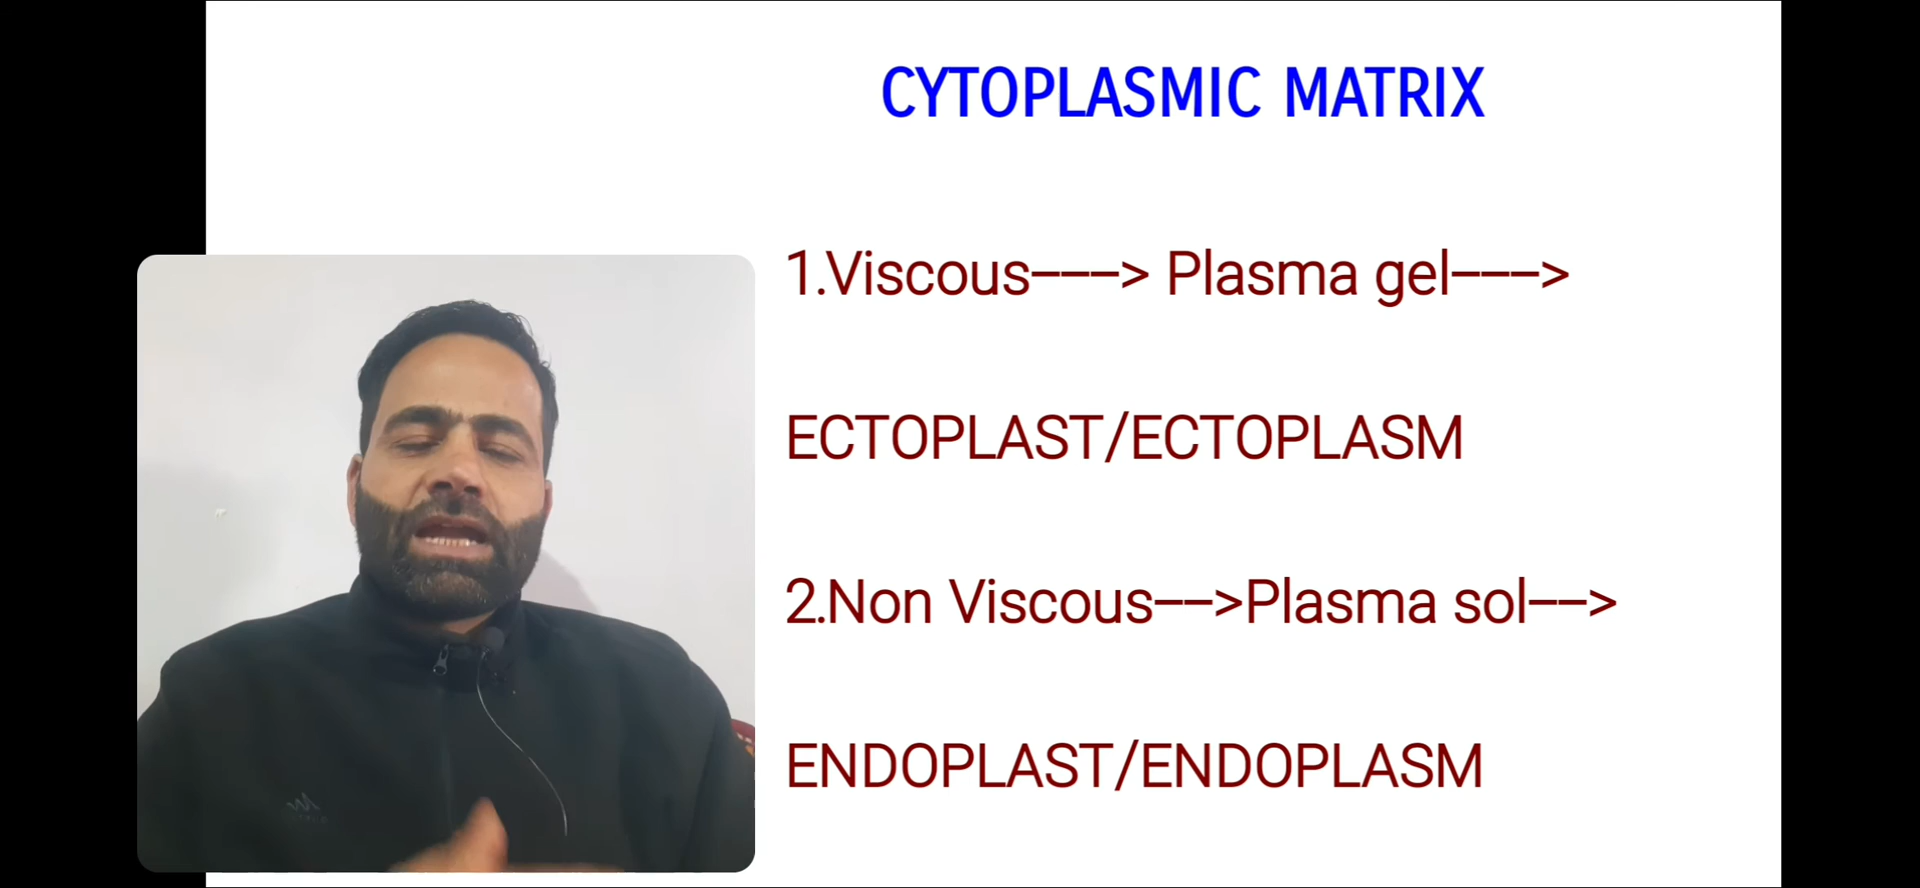 CYTOPLASMIC MATRIX
1.Viscous---> Plasma gel--->
ECTOPLAST/ECTOPLASM
2.Non Viscous-->Plasma sol-->
ENDOPLAST/ENDOPLASM